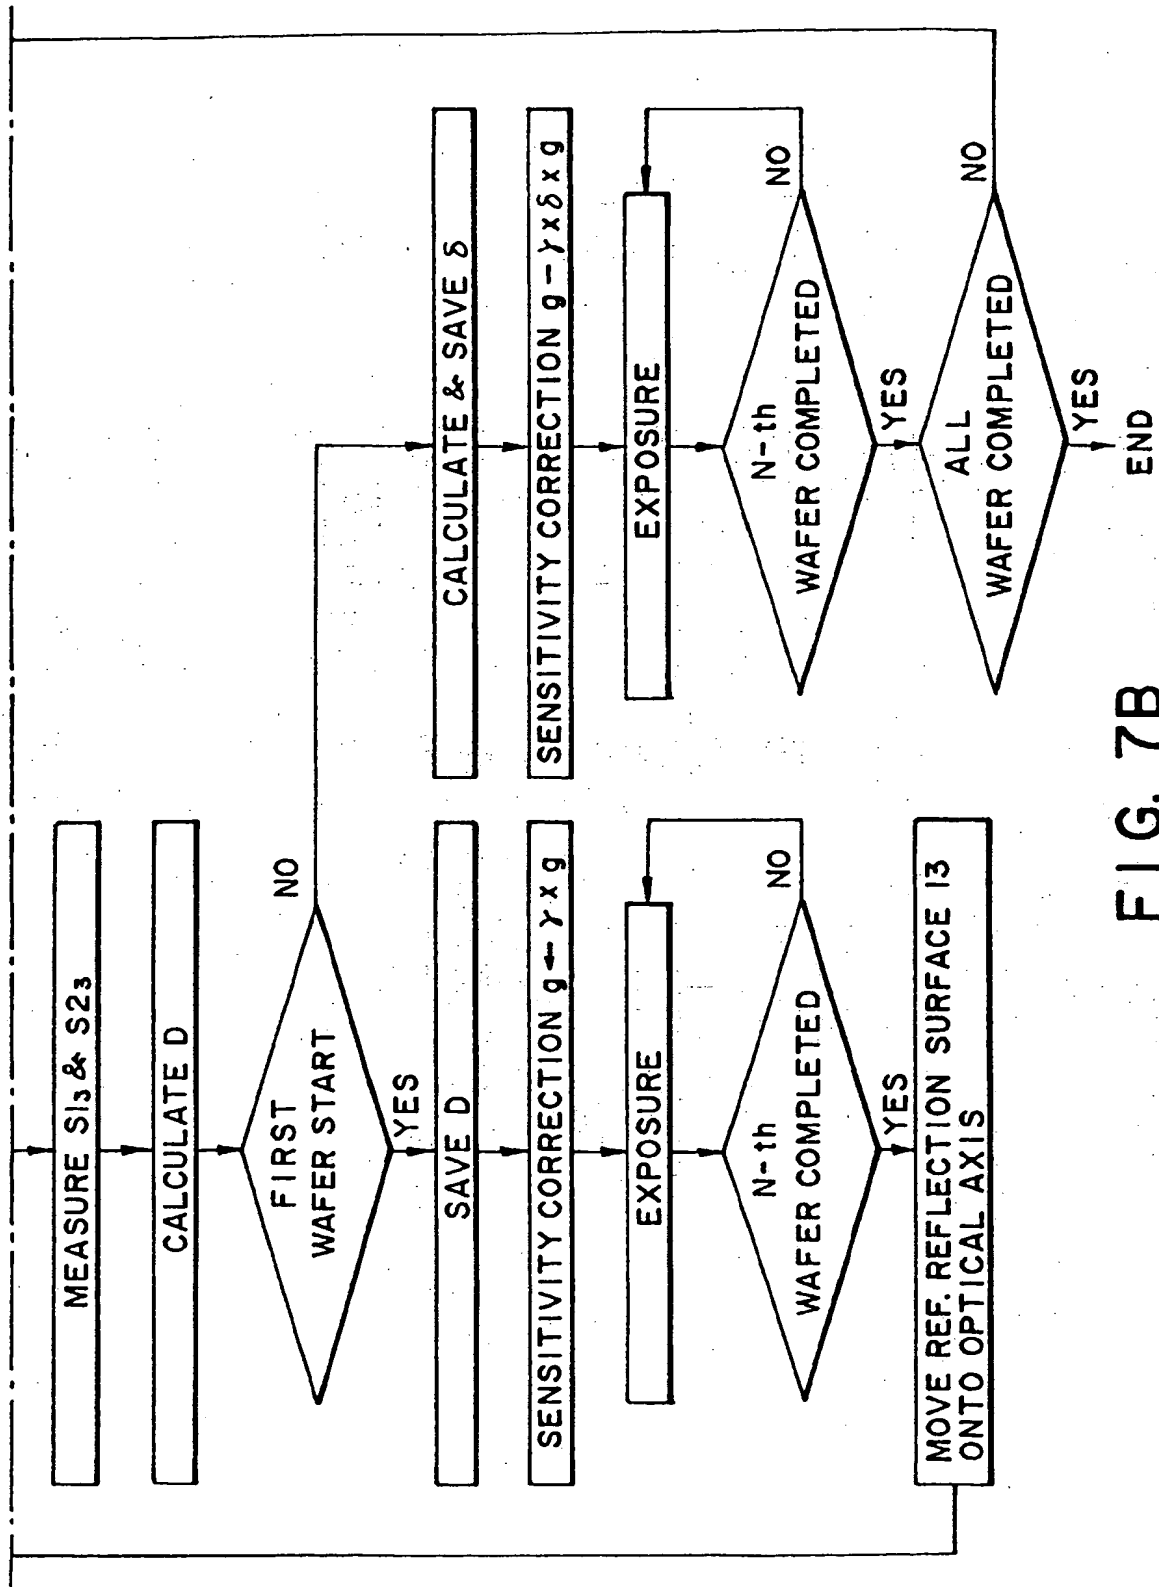 MEASURE S1₃ & S2₃
CALCULATE D
FIRST
WAFER START
NO
YES
SAVE D
SENSITIVITY CORRECTION g ← γ x g
EXPOSURE
N-th
WAFER COMPLETED
NO
YES
MOVE REF. REFLECTION SURFACE 13
ONTO OPTICAL AXIS
CALCULATE & SAVE δ
SENSITIVITY CORRECTION g − γ x δ x g
EXPOSURE
N-th
WAFER COMPLETED
NO
YES
ALL
WAFER COMPLETED
NO
YES
END
FIG. 7B